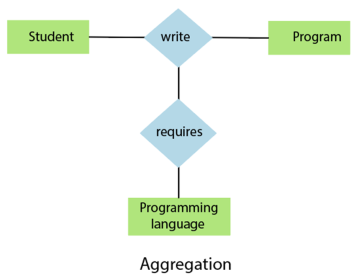 Student
write
Program
requires
Programming
language
Aggregation